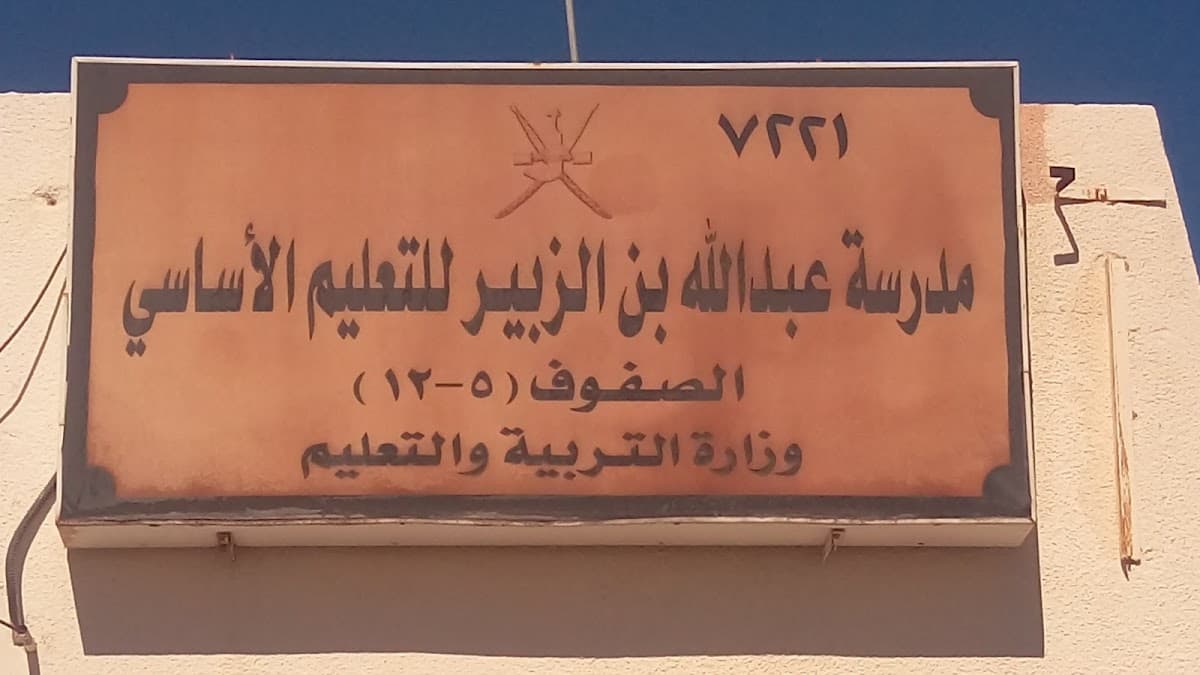 ٧٢٢١
مدرسة عبدالله بن الزبير للتعليم الأساسي
الصفوف (٥-١٢)
وزارة التربية والتعليم